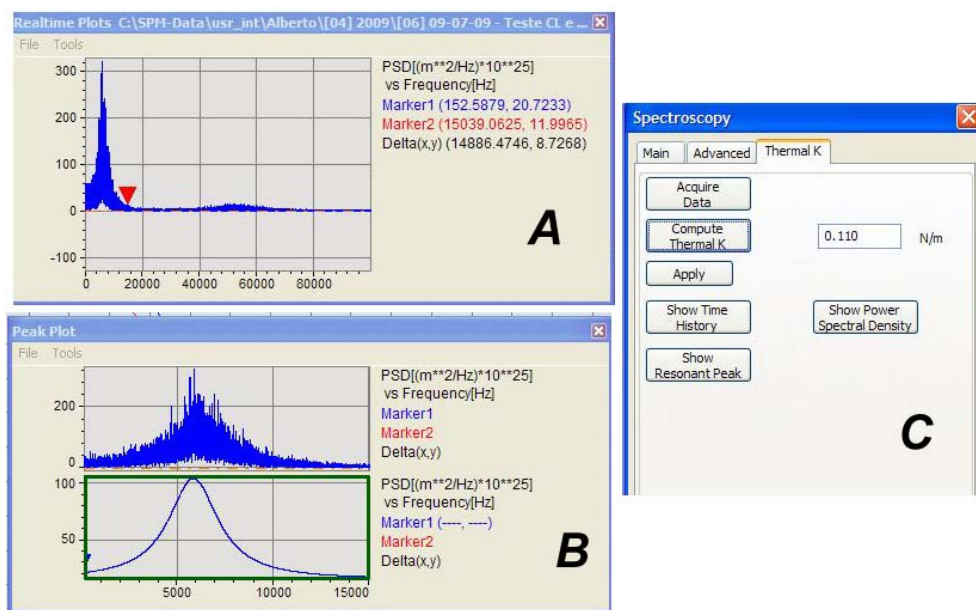 Realtime Plots C:\SPM-Data\usr_int\Alberto\[04] 2009\[06] 09-07-09 - Teste CL e ...
File Tools
300
200
100
0
-100
0 20000 40000 60000 80000
PSD[(m**2/Hz)*10**25]
vs Frequency[Hz]
Marker1 (152.5879, 20.7233)
Marker2 (15039.0625, 11.9965)
Delta(x,y) (14886.4746, 8.7268)
A
Peak Plot
File Tools
200
0
PSD[(m**2/Hz)*10**25]
vs Frequency[Hz]
Marker1
Marker2
Delta(x,y)
100
50
5000 10000 15000
PSD[(m**2/Hz)*10**25]
vs Frequency[Hz]
Marker1 (----, ----)
Marker2
Delta(x,y)
B
Spectroscopy
Main Advanced Thermal K
Acquire
Data
Compute
Thermal K
0.110 N/m
Apply
Show Time
History
Show Power
Spectral Density
Show
Resonant Peak
C